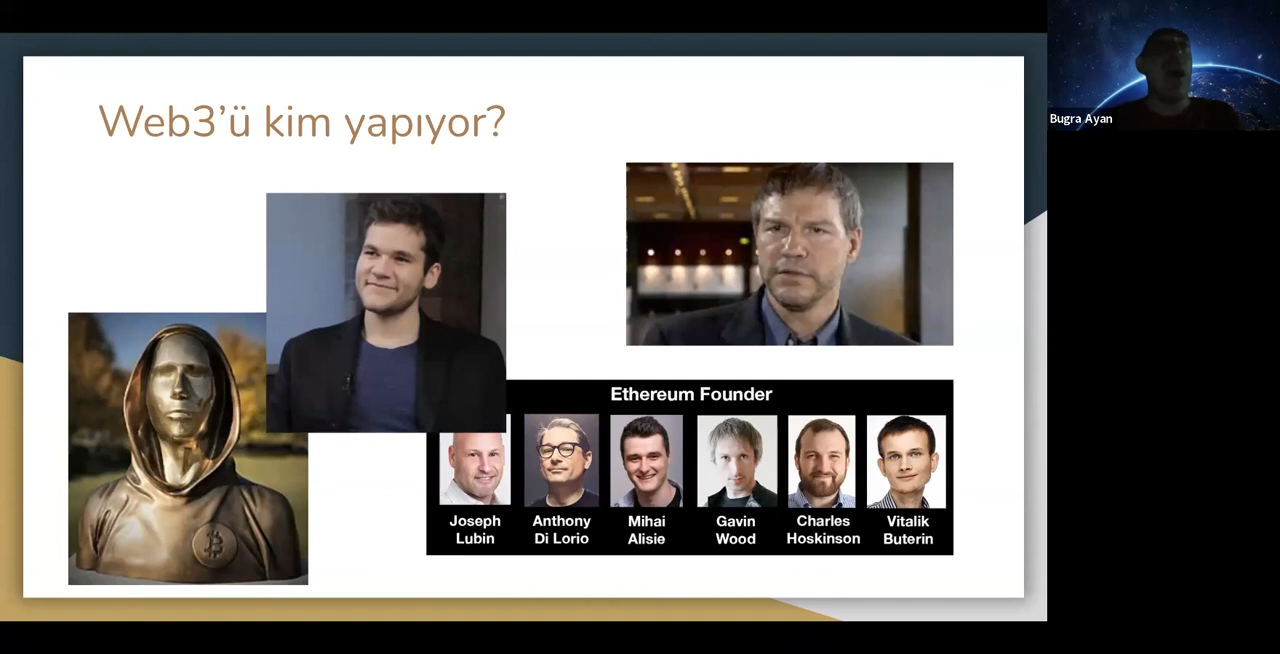 Web3'ü kim yapıyor?
Ethereum Founder
Joseph
Lubin
Anthony
Di Lorio
Mihai
Alisie
Gavin
Wood
Charles
Hoskinson
Vitalik
Buterin
Bugra Ayan